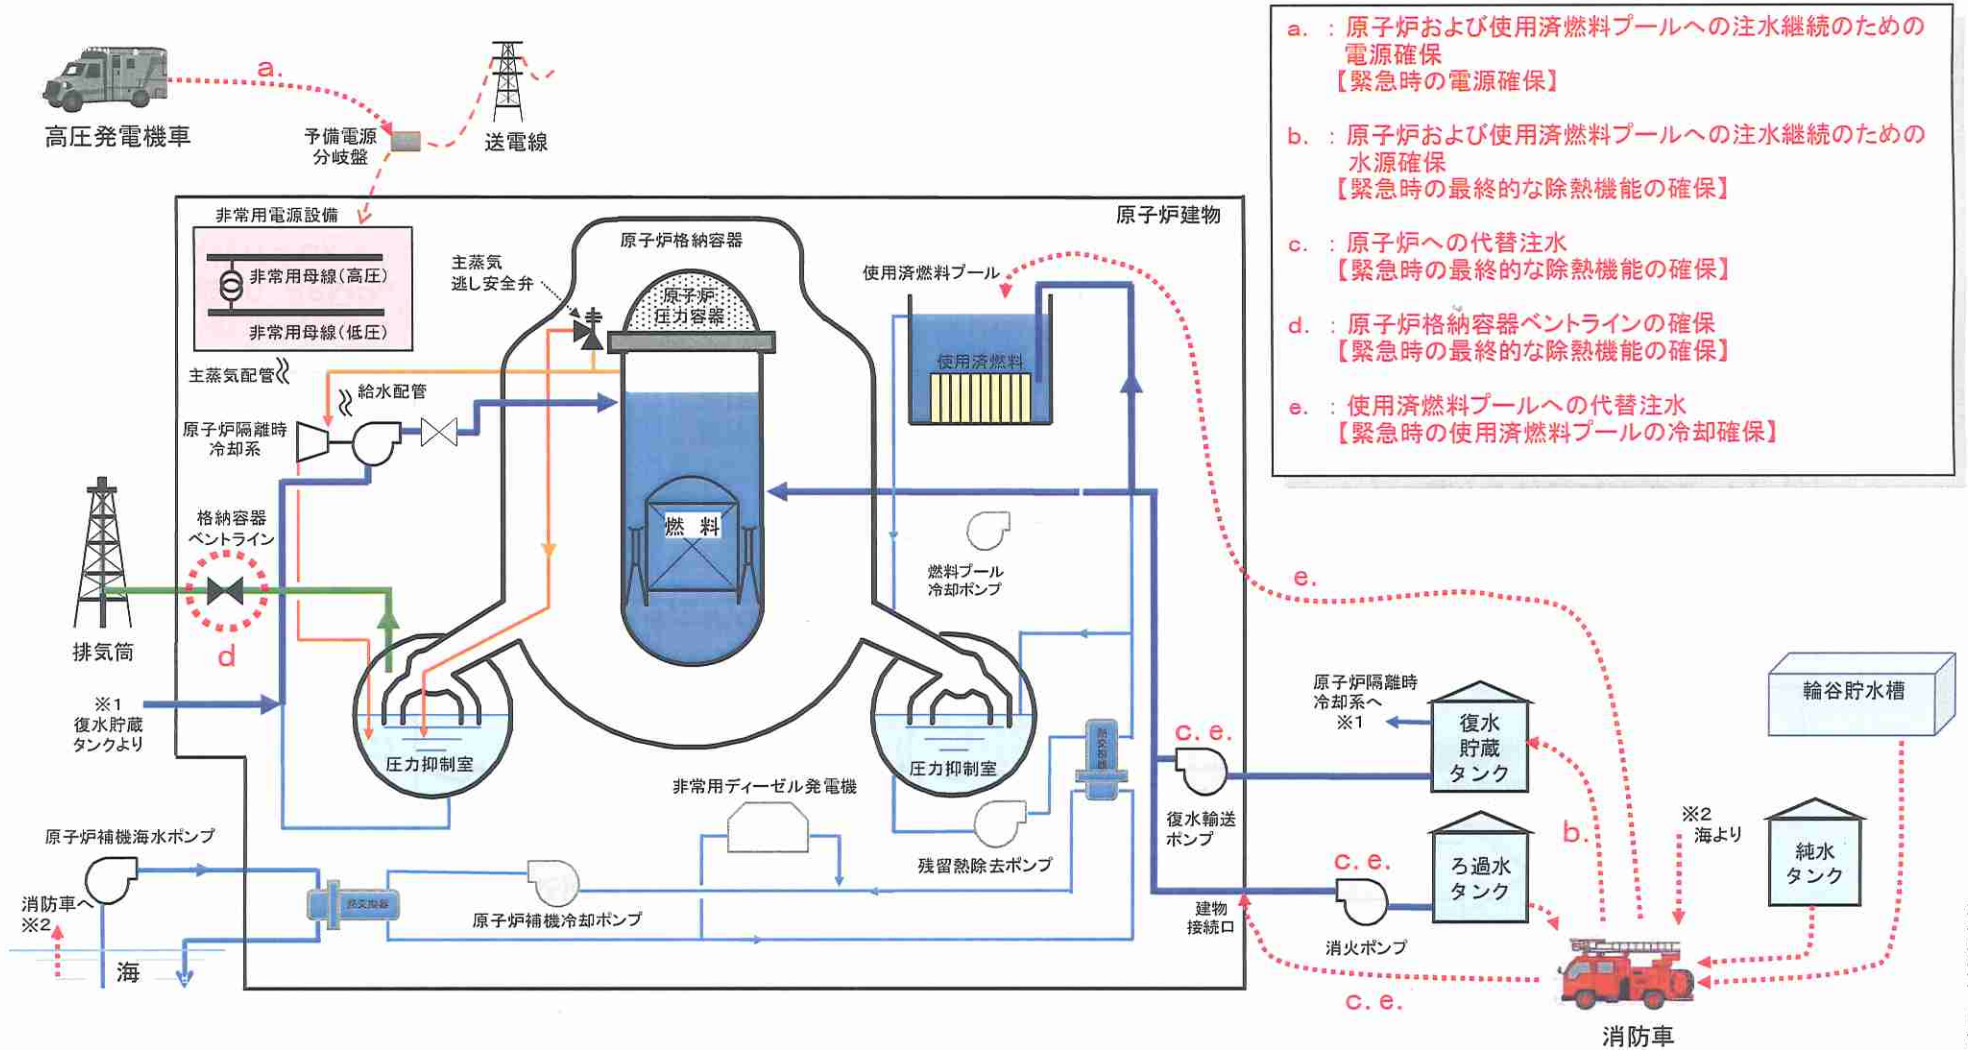 a.
高圧発電機車
予備電源
分岐盤
送電線
a. ：原子炉および使用済燃料プールへの注水継続のための
電源確保
【緊急時の電源確保】
b. ：原子炉および使用済燃料プールへの注水継続のための
水源確保
【緊急時の最終的な除熱機能の確保】
c. ：原子炉への代替注水
【緊急時の最終的な除熱機能の確保】
d. ：原子炉格納容器ベントラインの確保
【緊急時の最終的な除熱機能の確保】
e. ：使用済燃料プールへの代替注水
【緊急時の使用済燃料プールの冷却確保】
原子炉建物
非常用電源設備
非常用母線(高圧)
非常用母線(低圧)
原子炉格納容器
主蒸気
逃し安全弁
原子炉
圧力容器
使用済燃料プール
使用済燃料
主蒸気配管
給水配管
原子炉隔離時
冷却系
格納容器
ベントライン
d
排気筒
燃料
燃料プール
冷却ポンプ
e.
※1
復水貯蔵
タンクより
圧力抑制室
圧力抑制室
熱交換器
c. e.
復水輸送
ポンプ
原子炉隔離時
冷却系へ
※1
復水
貯蔵
タンク
輪谷貯水槽
非常用ディーゼル発電機
残留熱除去ポンプ
原子炉補機海水ポンプ
消防車へ
※2
海
熱交換器
原子炉補機冷却ポンプ
c. e.
消火ポンプ
建物
接続口
ろ過水
タンク
b.
※2
海より
純水
タンク
c. e.
消防車